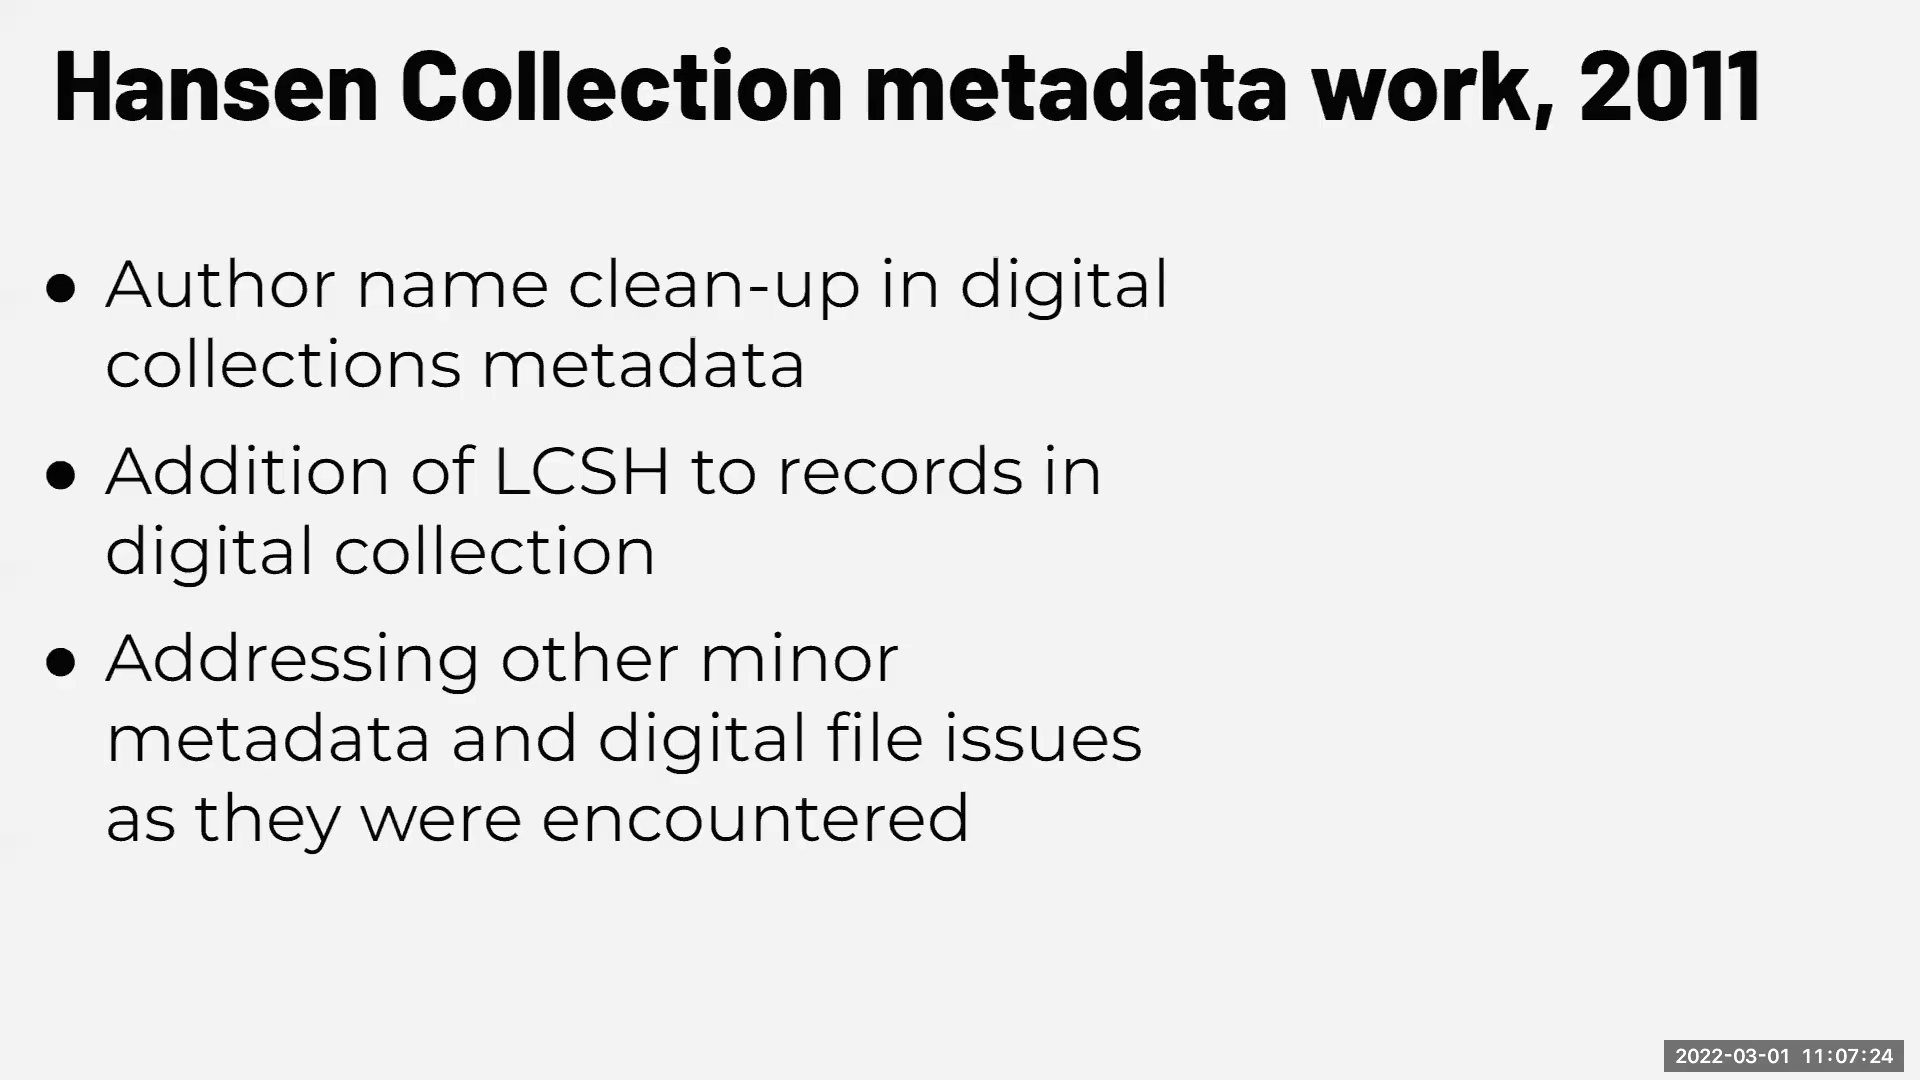 Hansen Collection metadata work, 2011
● Author name clean-up in digital
collections metadata
● Addition of LCSH to records in
digital collection
● Addressing other minor
metadata and digital file issues
as they were encountered
2022-03-01 11:07:24